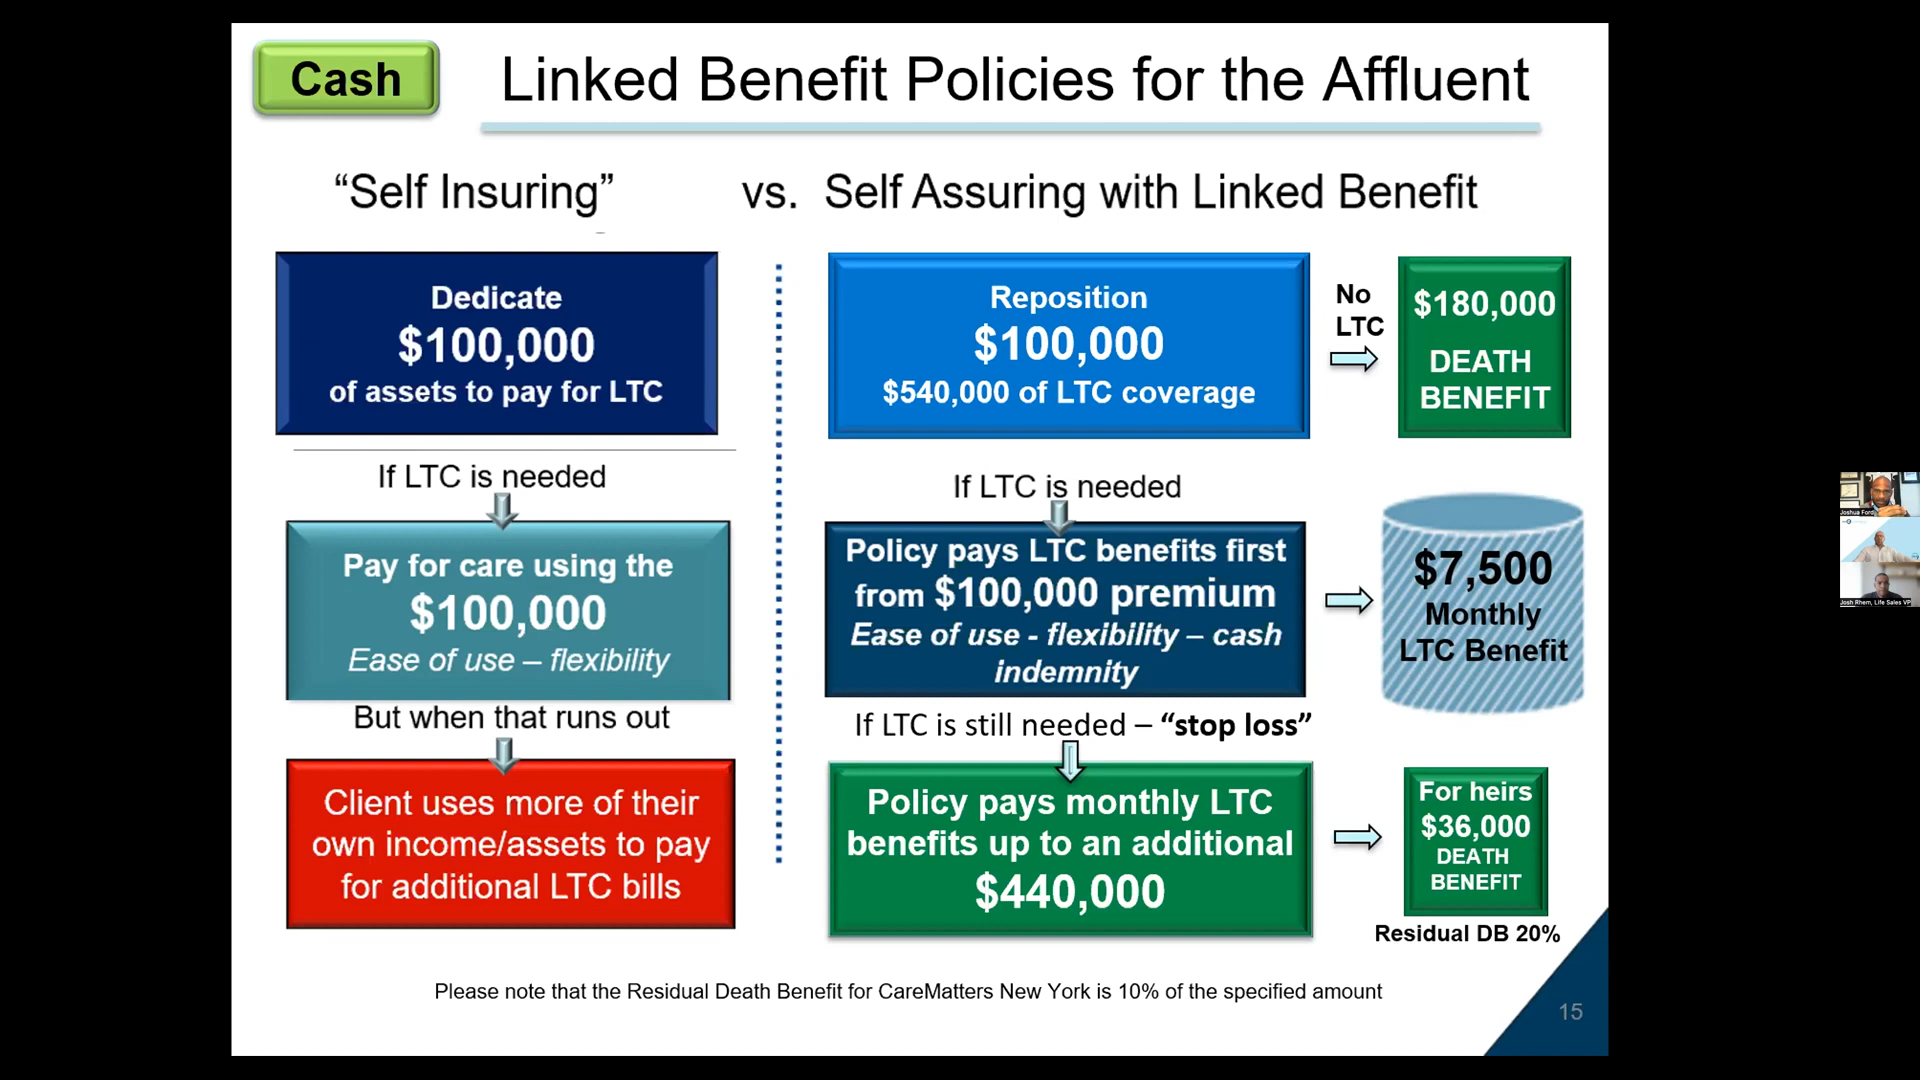 Cash
Linked Benefit Policies for the Affluent
“Self Insuring”
vs. Self Assuring with Linked Benefit
Dedicate
$100,000
of assets to pay for LTC
If LTC is needed
Pay for care using the
$100,000
Ease of use – flexibility
But when that runs out
Client uses more of their
own income/assets to pay
for additional LTC bills
Reposition
$100,000
$540,000 of LTC coverage
No
LTC
$180,000
DEATH
BENEFIT
If LTC is needed
Policy pays LTC benefits first
from $100,000 premium
Ease of use - flexibility – cash
indemnity
$7,500
Monthly
LTC Benefit
If LTC is still needed – “stop loss”
Policy pays monthly LTC
benefits up to an additional
$440,000
For heirs
$36,000
DEATH
BENEFIT
Residual DB 20%
Please note that the Residual Death Benefit for CareMatters New York is 10% of the specified amount
15
Joshua Ford
Josh Rhem, Life Sales VP